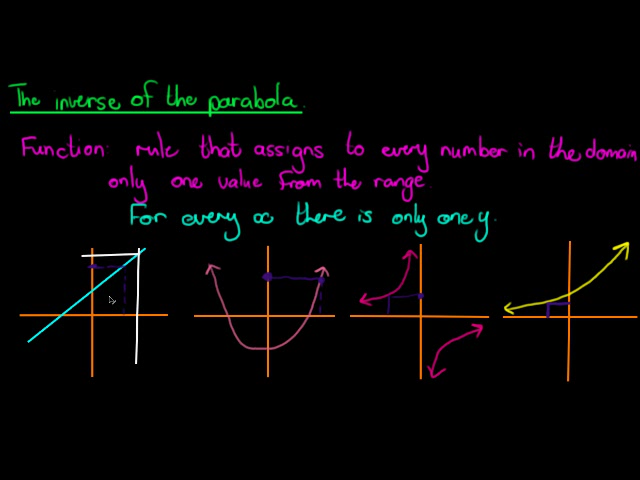 The inverse of the parabola.
Function: rule that assigns to every number in the domain
only one value from the range.
For every x there is only one y.